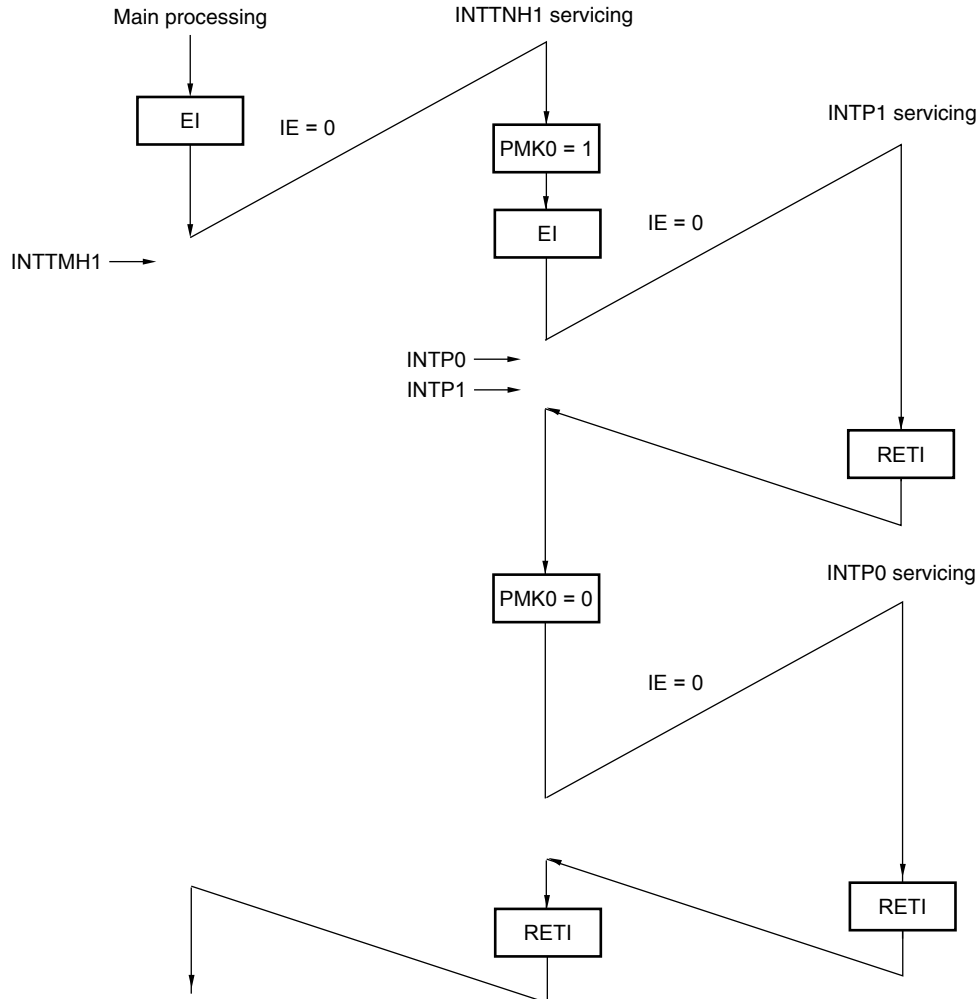 Main processing
INTTNH1 servicing
EI
IE = 0
INTP1 servicing
PMK0 = 1
EI
IE = 0
INTTMH1
INTP0
INTP1
RETI
PMK0 = 0
INTP0 servicing
IE = 0
RETI
RETI